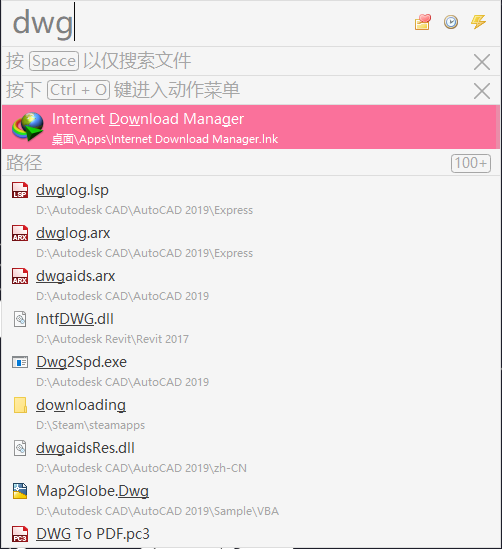 dwg
按 Space 以仅搜索文件
按下 Ctrl + O 键进入动作菜单
Internet Download Manager
桌面\Apps\Internet Download Manager.lnk
路径 100+
dwglog.lsp
D:\Autodesk CAD\AutoCAD 2019\Express
dwglog.arx
D:\Autodesk CAD\AutoCAD 2019\Express
dwgaids.arx
D:\Autodesk CAD\AutoCAD 2019
IntfDWG.dll
D:\Autodesk Revit\Revit 2017
Dwg2Spd.exe
D:\Autodesk CAD\AutoCAD 2019
downloading
D:\Steam\steamapps
dwgaidsRes.dll
D:\Autodesk CAD\AutoCAD 2019\zh-CN
Map2Globe.Dwg
D:\Autodesk CAD\AutoCAD 2019\Sample\VBA
DWG To PDF.pc3